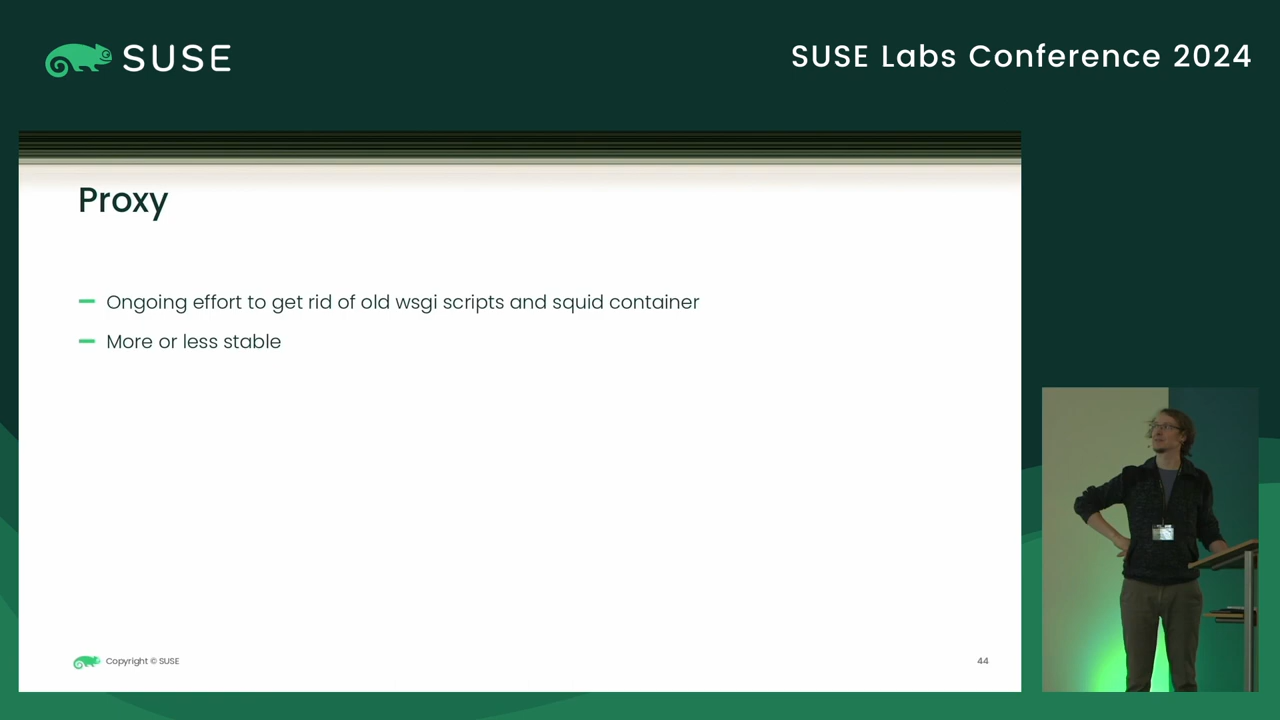 SUSE
SUSE Labs Conference 2024
Proxy
Ongoing effort to get rid of old wsgi scripts and squid container
More or less stable
Copyright © SUSE
44